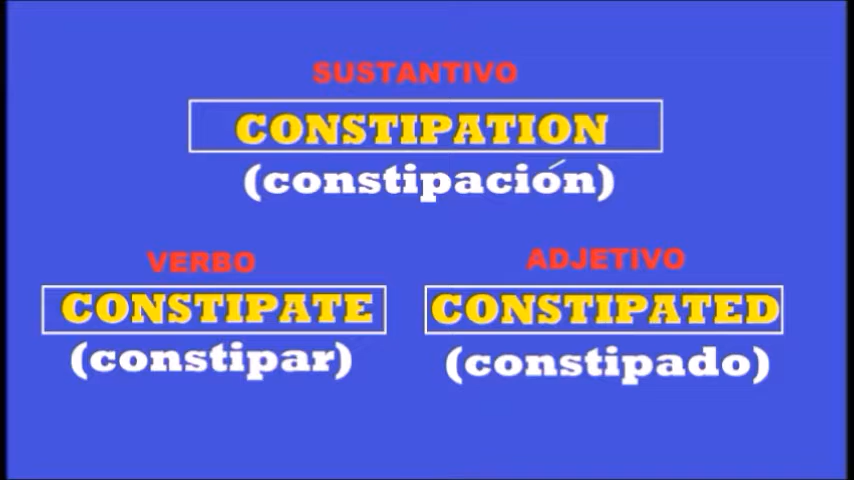 SUSTANTIVO
CONSTIPATION
(constipación)
VERBO
CONSTIPATE
(constipar)
ADJETIVO
CONSTIPATED
(constipado)